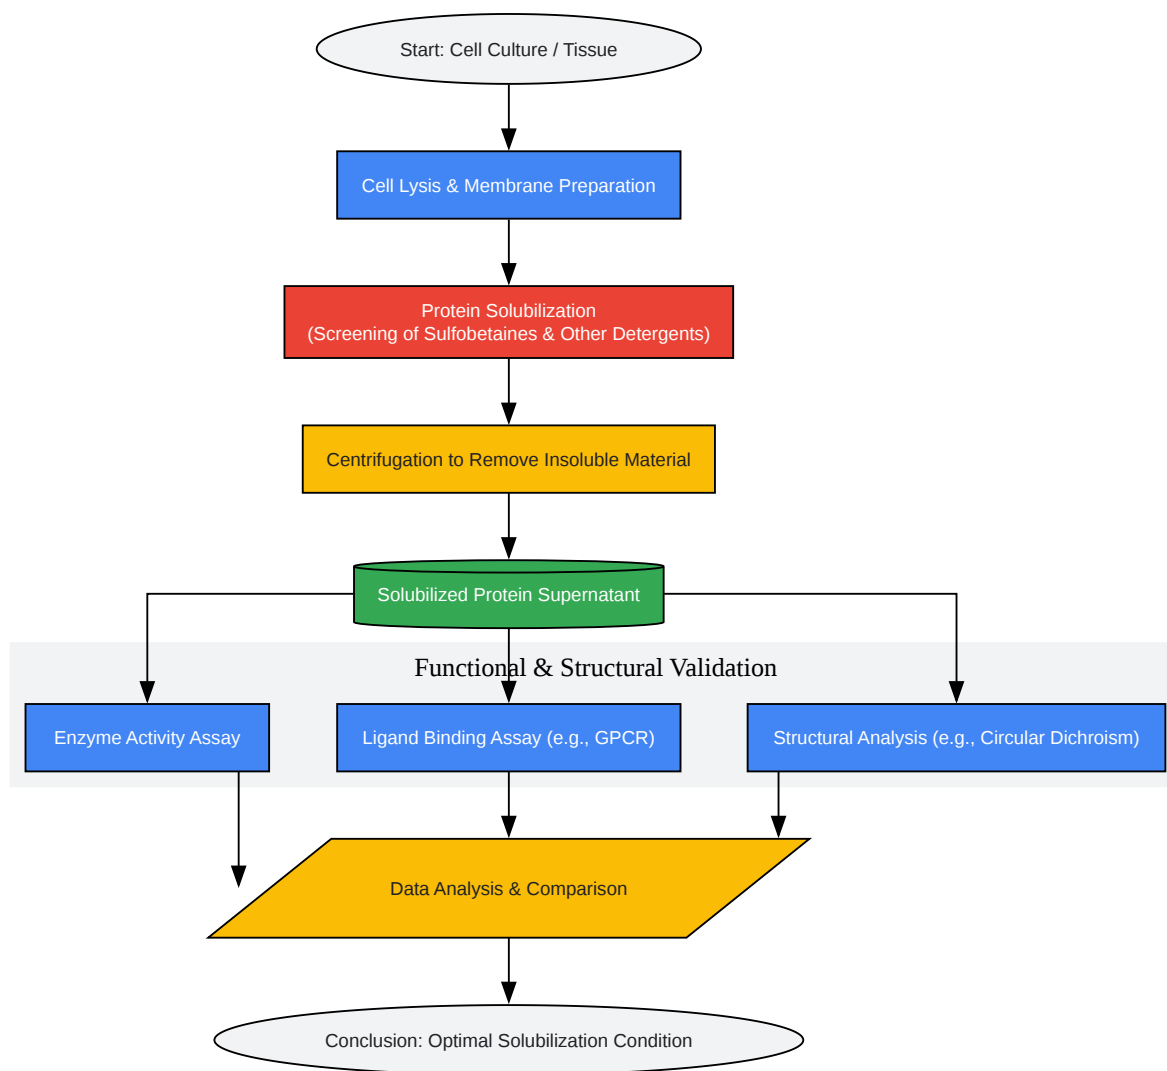 Start: Cell Culture / Tissue
Cell Lysis & Membrane Preparation
Protein Solubilization
(Screening of Sulfobetaines & Other Detergents)
Centrifugation to Remove Insoluble Material
Solubilized Protein Supernatant
Functional & Structural Validation
Enzyme Activity Assay
Ligand Binding Assay (e.g., GPCR)
Structural Analysis (e.g., Circular Dichroism)
Data Analysis & Comparison
Conclusion: Optimal Solubilization Condition